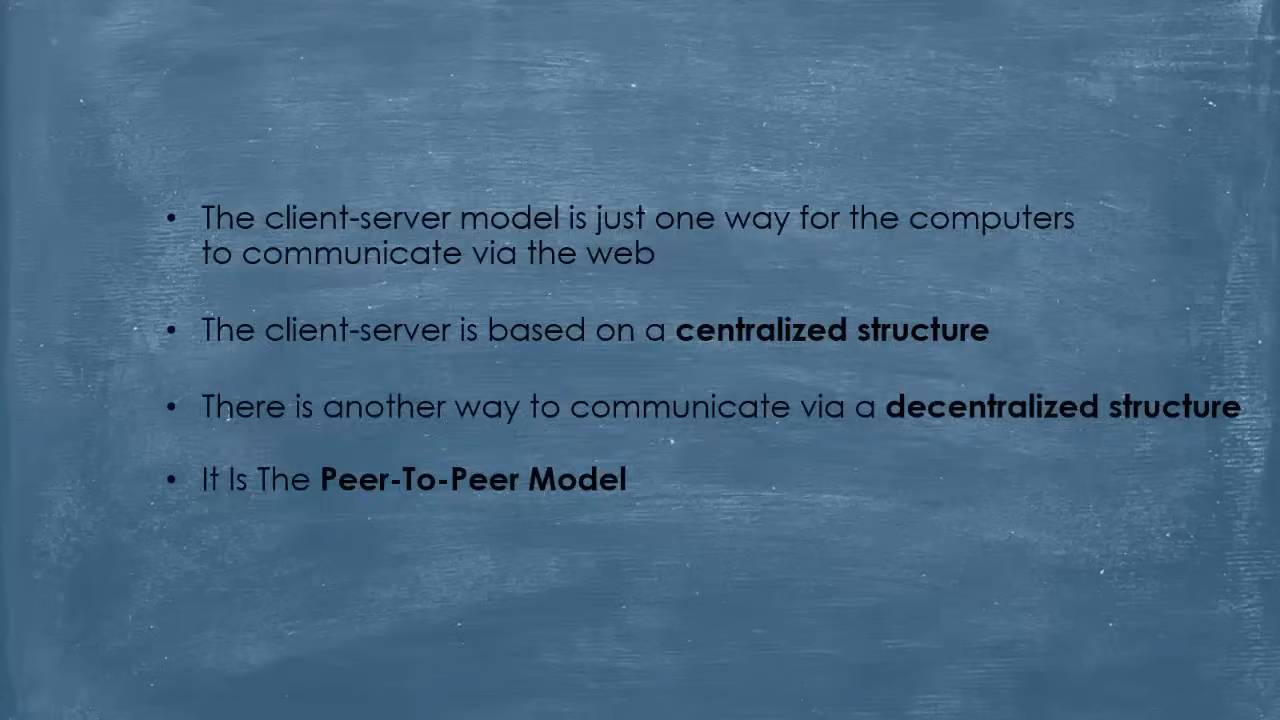 • The client-server model is just one way for the computers
to communicate via the web
• The client-server is based on a centralized structure
• There is another way to communicate via a decentralized structure
• It Is The Peer-To-Peer Model